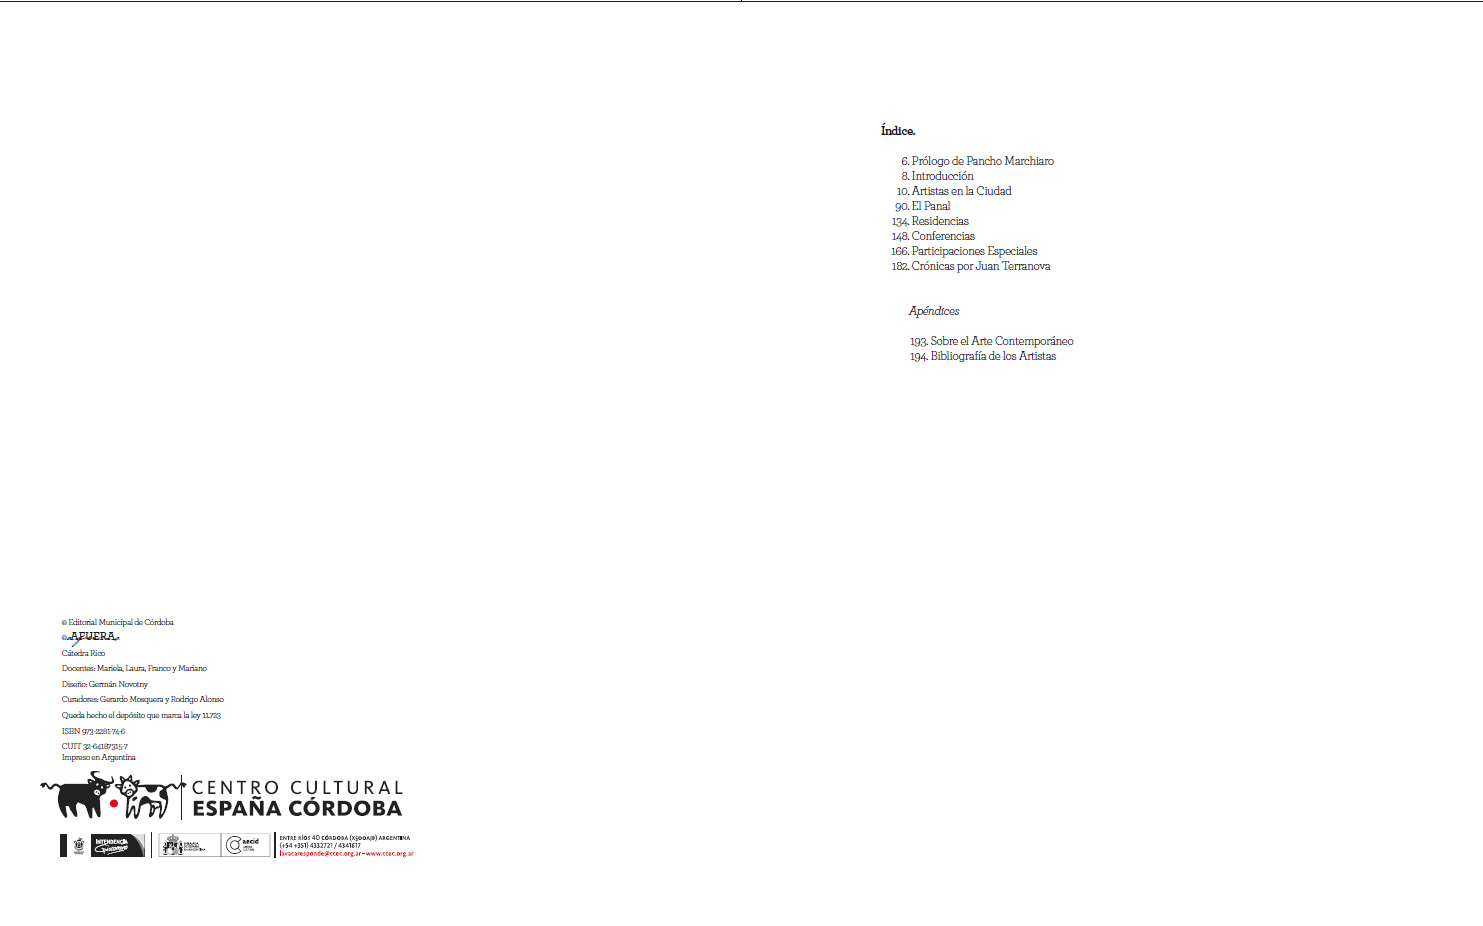 © Editorial Municipal de Córdoba
© AFUERA
Cátedra Rico
Docentes: Mariela, Laura, Franco y Mariano
Diseño: Germán Novotny
Curadores: Gerardo Mosquera y Rodrigo Alonso
Queda hecho el depósito que marca la ley 11.723
ISBN 973-2281-74-6
CUIT 32-64187315-7
Impreso en Argentina
CENTRO CULTURAL
ESPAÑA CÓRDOBA
INTENDENCIA
aecid
ENTRE RÍOS 40 CÓRDOBA (X5000AJB) ARGENTINA
(+54 +351) 4332721 / 4341617
lavacaresponde@ccec.org.ar – www.ccec.org.ar
Índice.
6. Prólogo de Pancho Marchiaro
8. Introducción
10. Artistas en la Ciudad
90. El Panal
134. Residencias
148. Conferencias
166. Participaciones Especiales
182. Crónicas por Juan Terranova
Apéndices
193. Sobre el Arte Contemporáneo
194. Bibliografía de los Artistas